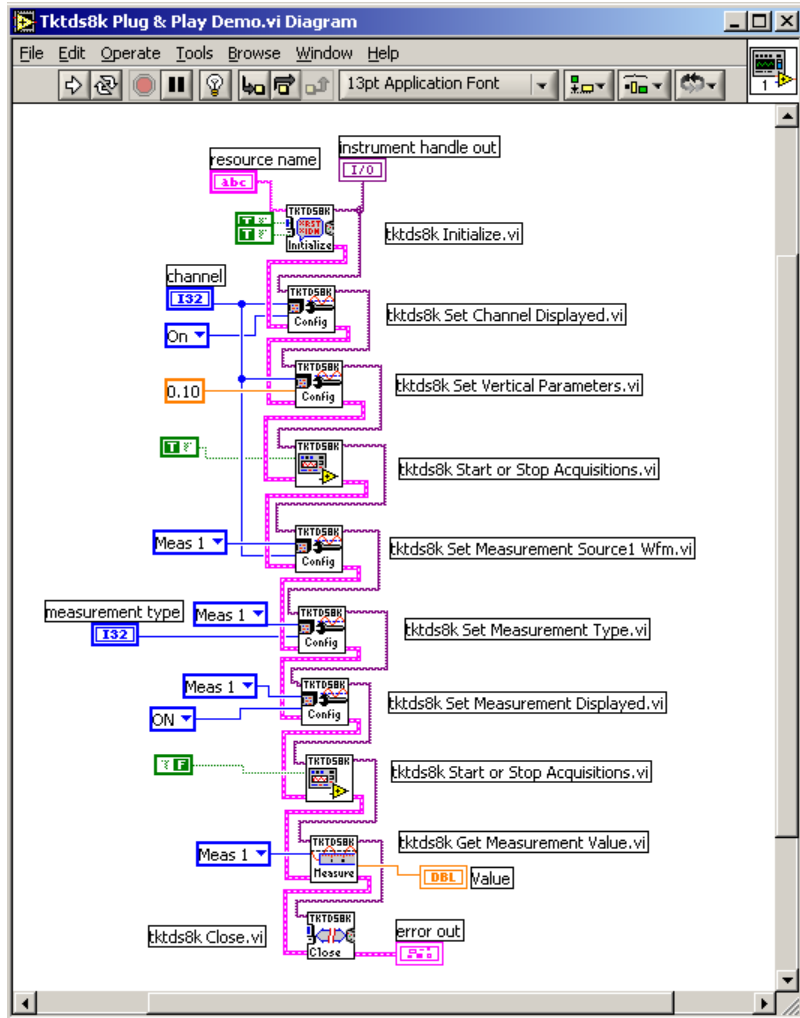 Tktds8k Plug & Play Demo.vi Diagram
File Edit Operate Tools Browse Window Help
13pt Application Font
1
instrument handle out
resource name
I/O
abc
TKTDS8K
T
T
Initialize
tktds8k Initialize.vi
channel
I32
TKTDS8K
Config
tktds8k Set Channel Displayed.vi
On
TKTDS8K
0.10
Config
tktds8k Set Vertical Parameters.vi
T
TKTDS8K
tktds8k Start or Stop Acquisitions.vi
TKTDS8K
Meas 1
Config
tktds8k Set Measurement Source1 Wfm.vi
measurement type
Meas 1
TKTDS8K
I32
Config
tktds8k Set Measurement Type.vi
Meas 1
TKTDS8K
Config
tktds8k Set Measurement Displayed.vi
ON
F
TKTDS8K
tktds8k Start or Stop Acquisitions.vi
TKTDS8K
tktds8k Get Measurement Value.vi
Meas 1
Measure
DBL
Value
TKTDS8K
tktds8k Close.vi
Close
error out